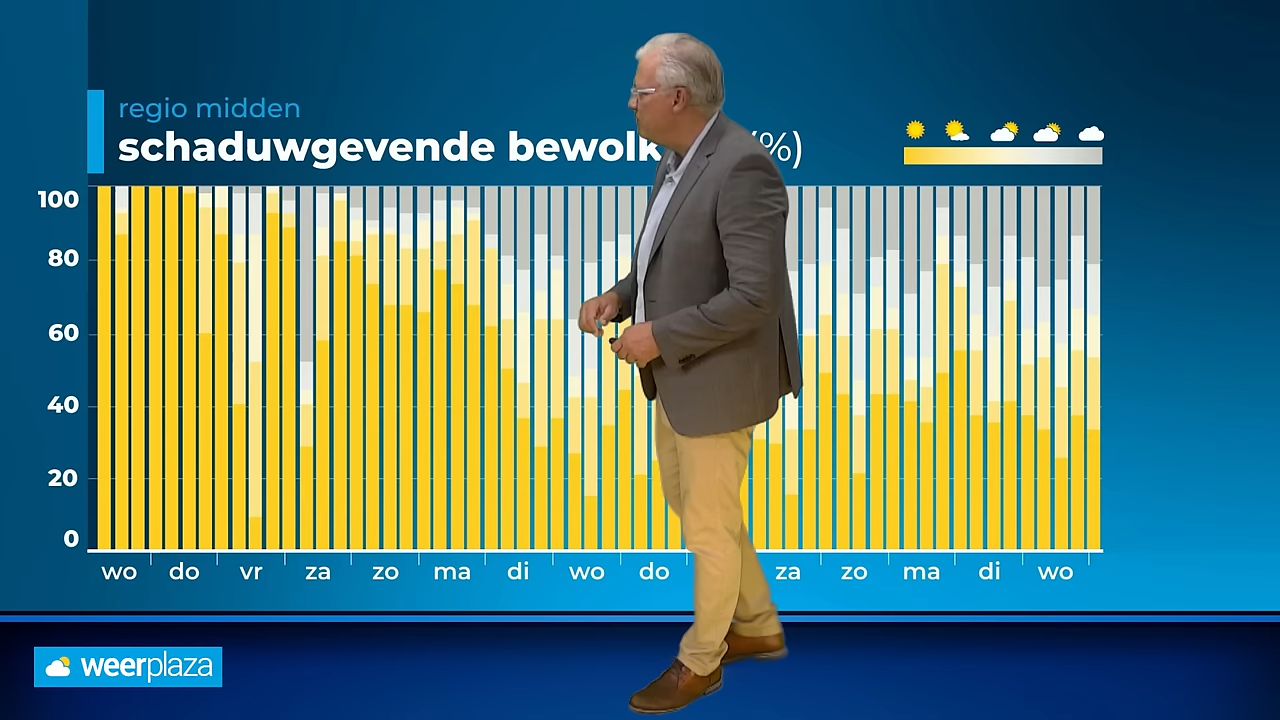 regio midden
schaduwgevende bewolk (%)
100
80
60
40
20
0
wo do vr za zo ma di wo do za zo ma di wo
weerplaza